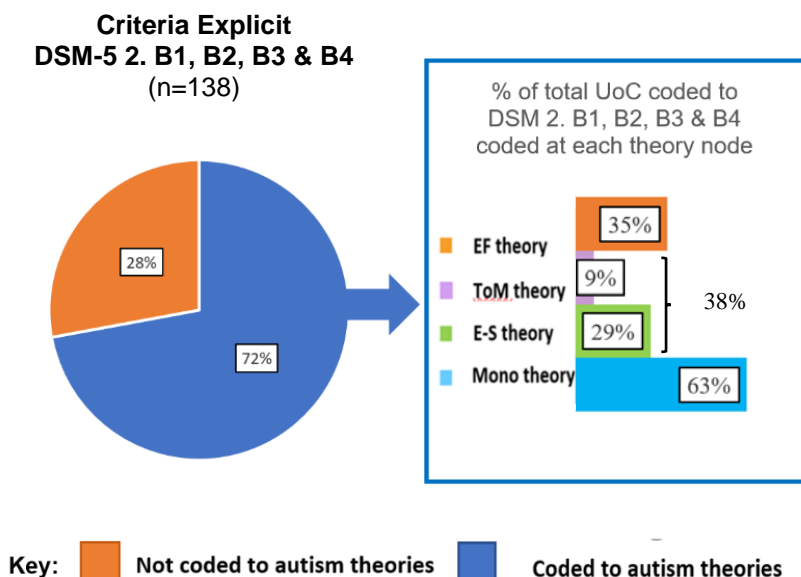 Criteria Explicit
DSM-5 2. B1, B2, B3 & B4
(n=138)
28%
72%
% of total UoC coded to
DSM 2. B1, B2, B3 & B4
coded at each theory node
EF theory
ToM theory
E-S theory
Mono theory
35%
9%
29%
63%
38%
Key:
Not coded to autism theories
Coded to autism theories